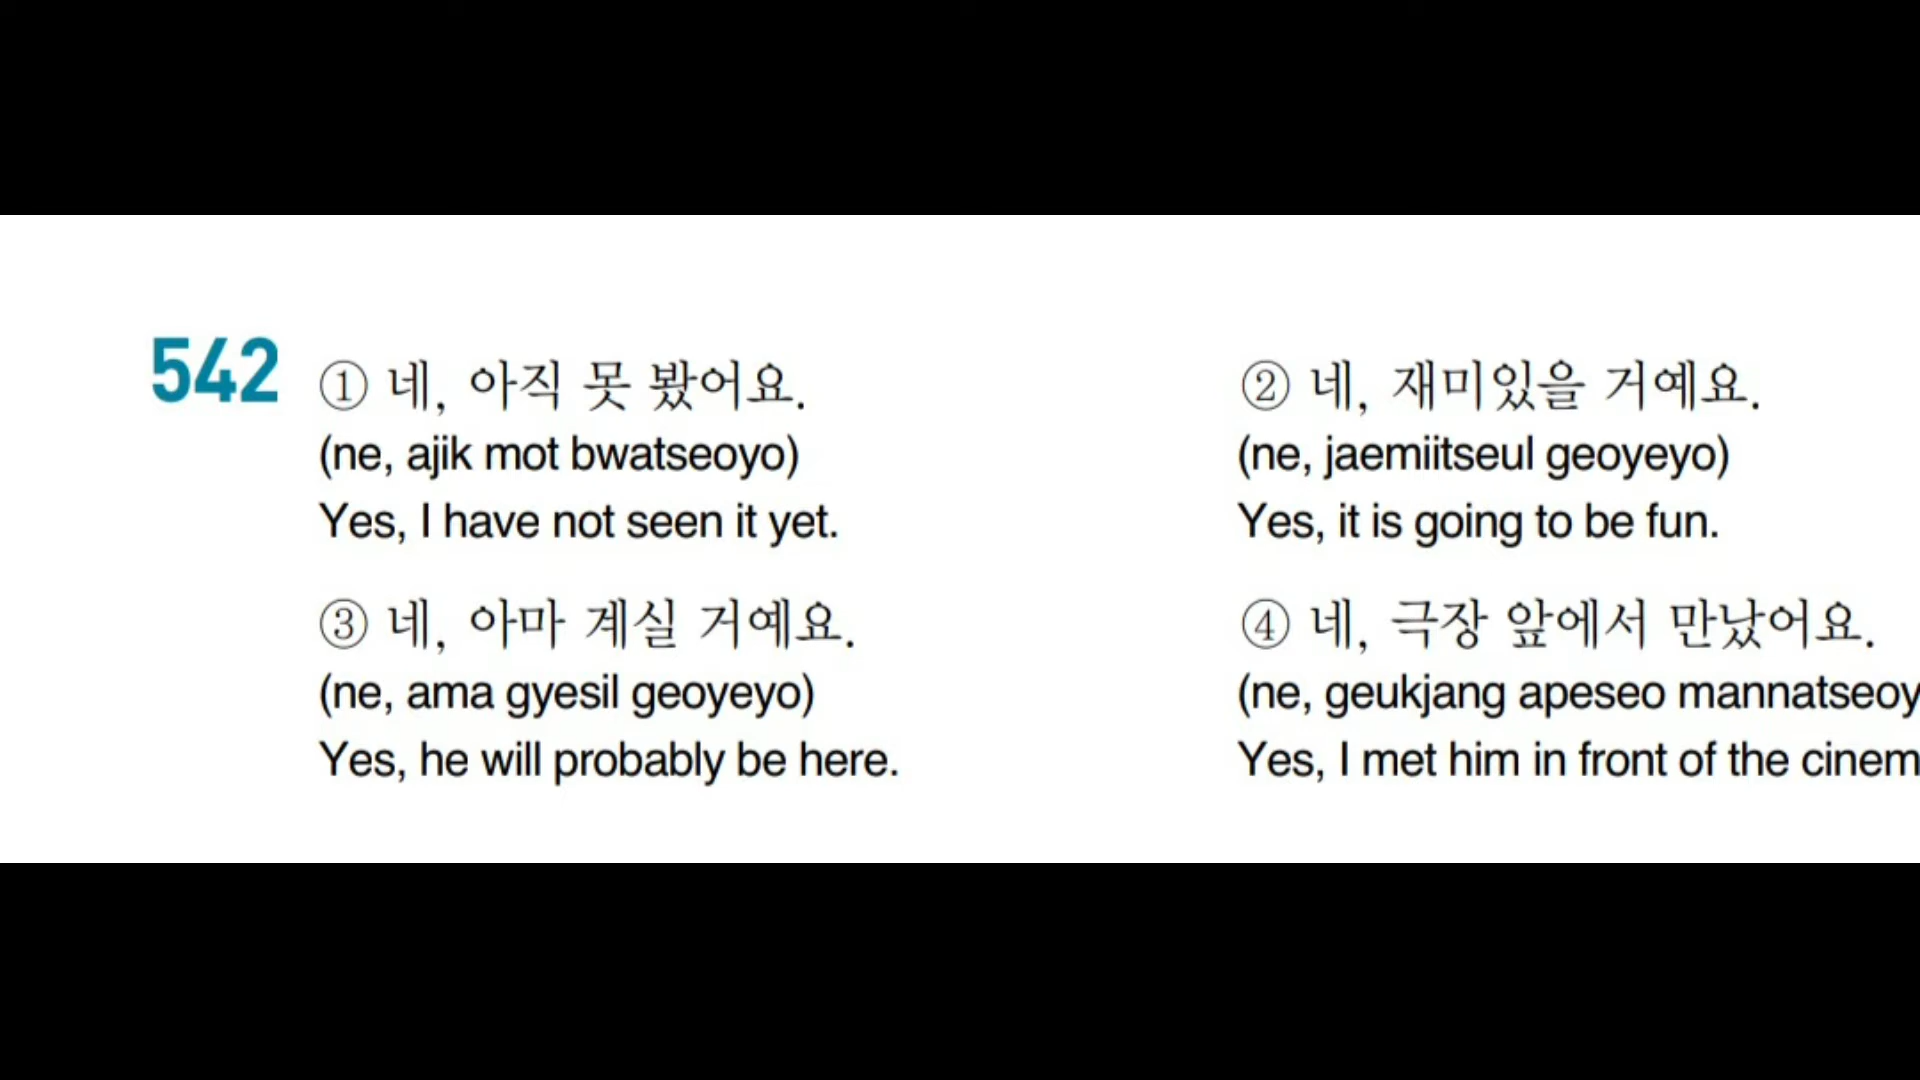 542
① 네, 아직 못 봤어요.
(ne, ajik mot bwatseoyo)
Yes, I have not seen it yet.
② 네, 재미있을 거예요.
(ne, jaemiitseul geoyeyo)
Yes, it is going to be fun.
③ 네, 아마 계실 거예요.
(ne, ama gyesil geoyeyo)
Yes, he will probably be here.
④ 네, 극장 앞에서 만났어요.
(ne, geukjang apeseo mannatseoy
Yes, I met him in front of the cinem